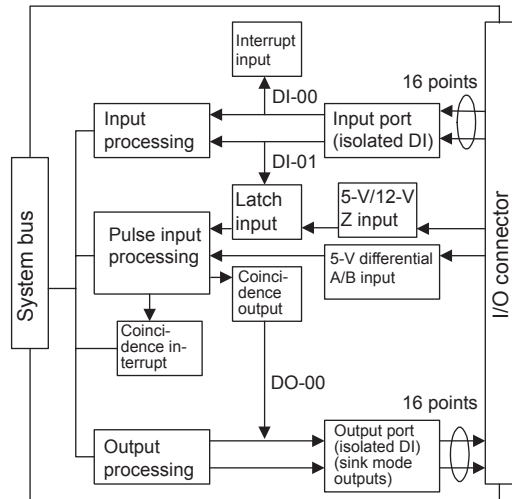 Interrupt
input
16 points
DI-00
Input
processing
Input port
(isolated DI)
DI-01
Latch
input
5-V/12-V
Z input
System bus
Pulse input
processing
5-V differential
A/B input
I/O connector
Coinci-
dence
output
Coinci-
dence in-
terrupt
DO-00
16 points
Output
processing
Output port
(isolated DI)
(sink mode
outputs)